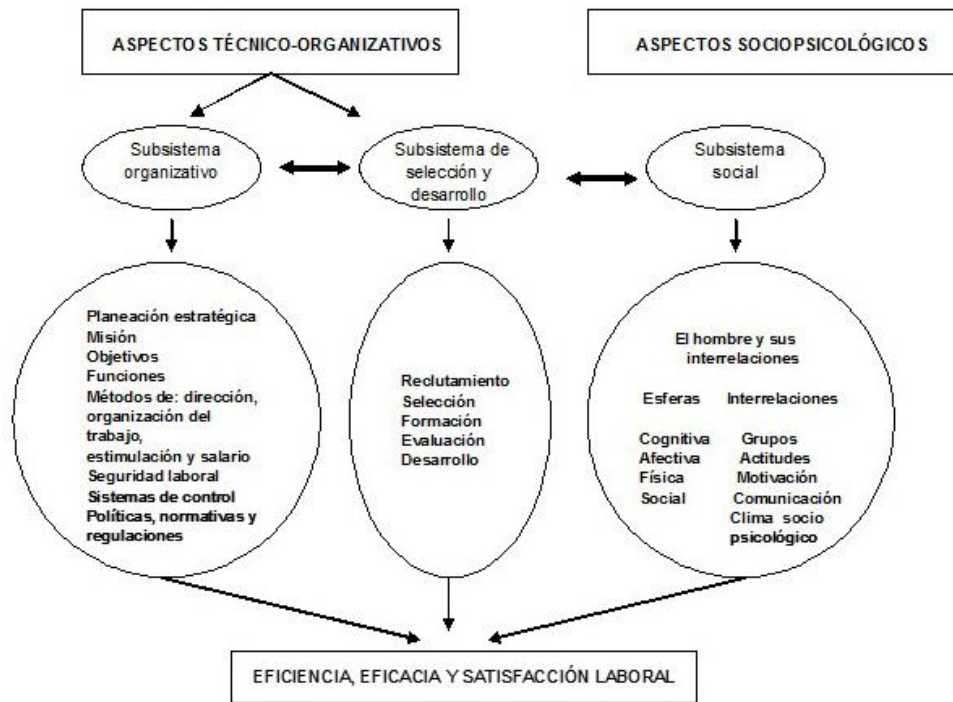 ASPECTOS TÉCNICO-ORGANIZATIVOS
ASPECTOS SOCIOPSICOLÓGICOS
Subsistema
organizativo
Subsistema de
selección y
desarrollo
Subsistema
social
Planeación estratégica
Misión
Objetivos
Funciones
Métodos de: dirección,
organización del
trabajo,
estimulación y salario
Seguridad laboral
Sistemas de control
Políticas, normativas y
regulaciones
Reclutamiento
Selección
Formación
Evaluación
Desarrollo
El hombre y sus
interrelaciones
Esferas
Cognitiva
Afectiva
Física
Social
Interrelaciones
Grupos
Actitudes
Motivación
Comunicación
Clima socio
psicológico
EFICIENCIA, EFICACIA Y SATISFACCIÓN LABORAL